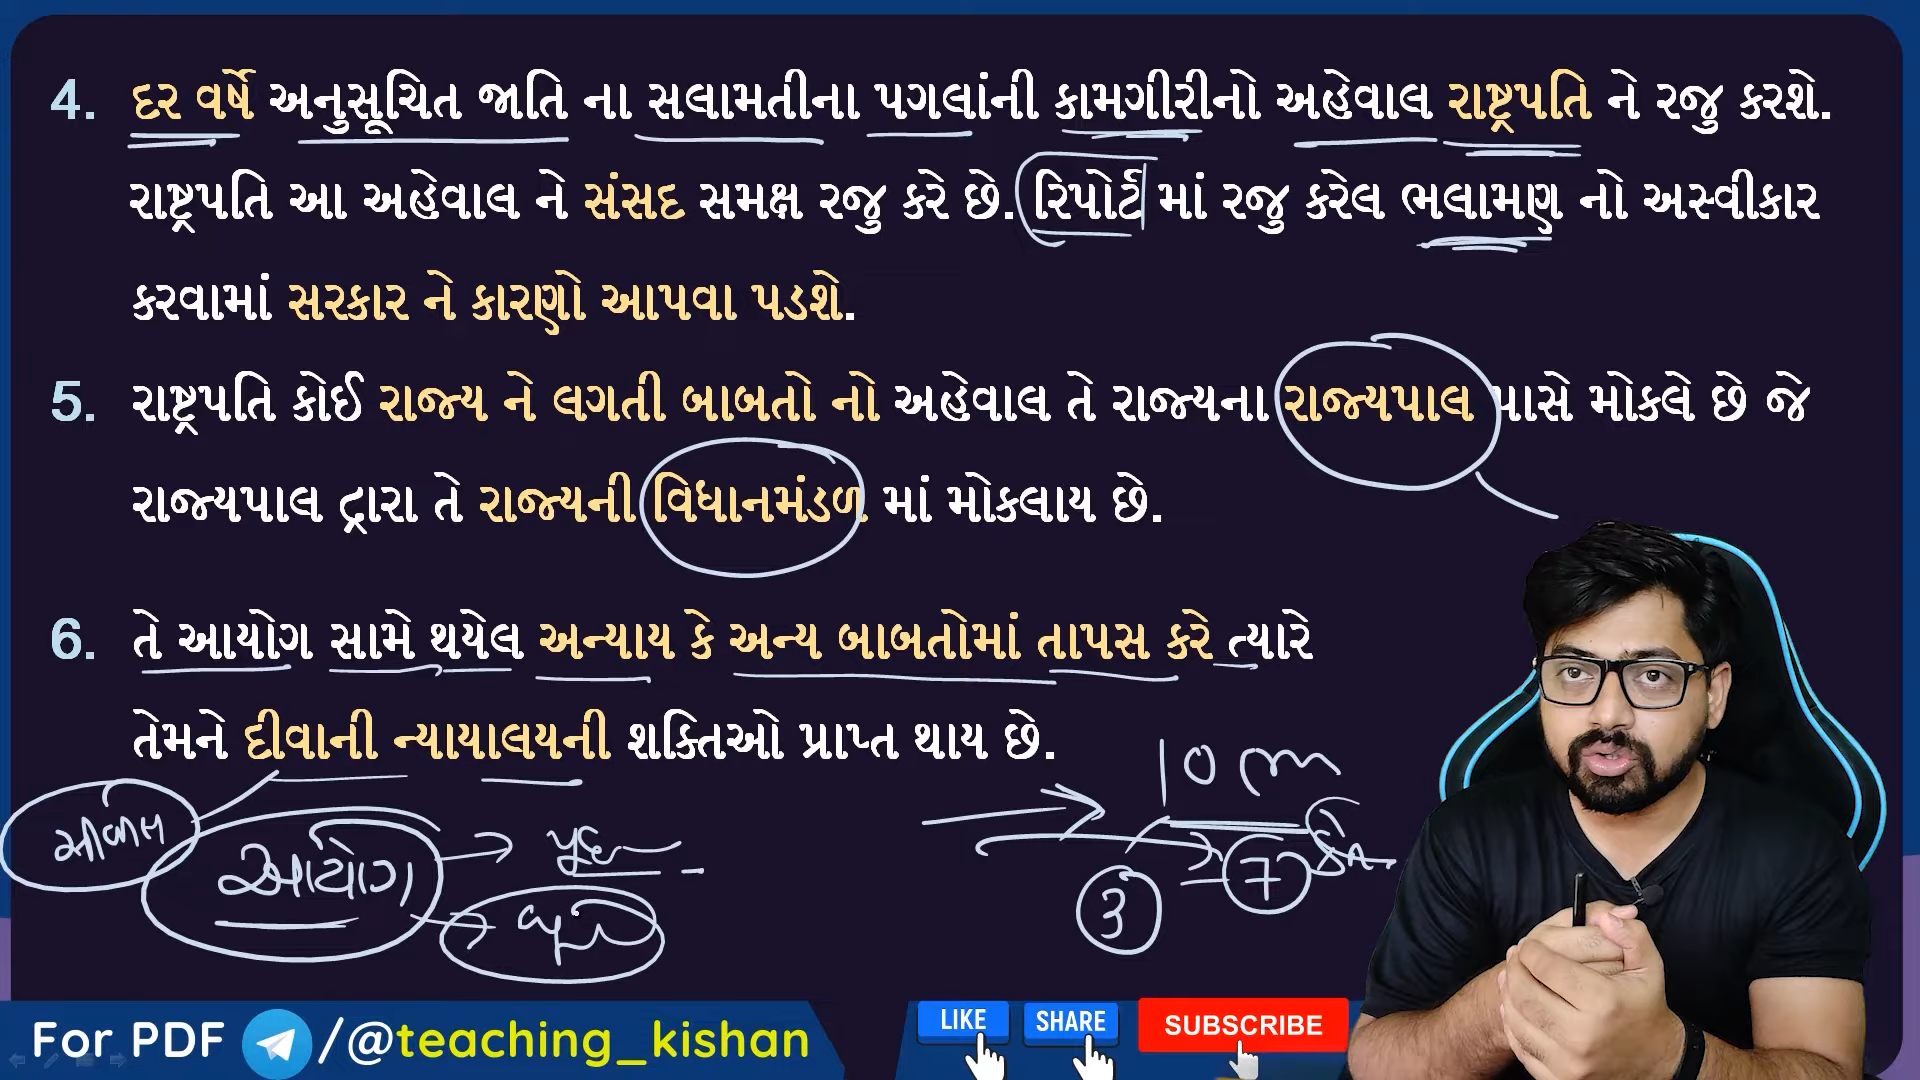 4. દર વર્ષે અનુસૂચિત જાતિ ના સલામતીના પગલાંની કામગીરીનો અહેવાલ રાષ્ટ્રપતિ ને રજુ કરશે.
રાષ્ટ્રપતિ આ અહેવાલ ને સંસદ સમક્ષ રજુ કરે છે. રિપોર્ટ માં રજુ કરેલ ભલામણ નો અસ્વીકાર
કરવામાં સરકાર ને કારણો આપવા પડશે.
5. રાષ્ટ્રપતિ કોઈ રાજ્ય ને લગતી બાબતો નો અહેવાલ તે રાજ્યના રાજ્યપાલ પાસે મોકલે છે જે
રાજ્યપાલ દ્રારા તે રાજ્યની વિધાનમંડળ માં મોકલાય છે.
6. તે આયોગ સામે થયેલ અન્યાય કે અન્ય બાબતોમાં તાપસ કરે ત્યારે
તેમને દીવાની ન્યાયાલયની શક્તિઓ પ્રાપ્ત થાય છે.
10
આયોગ
3 7
For PDF /@teaching_kishan
LIKE SHARE SUBSCRIBE